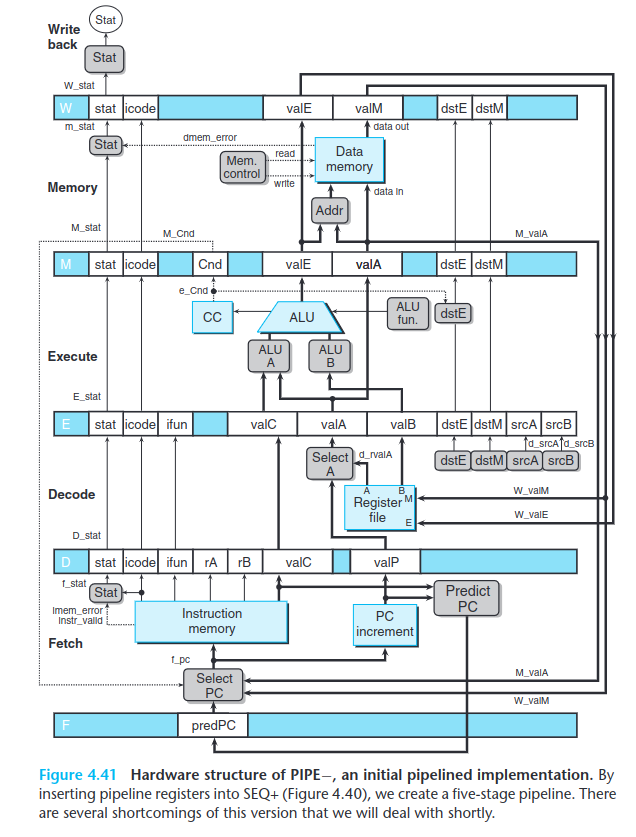 Stat
Write
back
Stat
W_stat
W stat icode valE valM dstE dstM
m_stat
data out
dmem_error
Stat
read
Mem.
control
write
Data
memory
Memory
data in
Addr
M_stat
M_Cnd
M_valA
M stat icode Cnd valE valA dstE dstM
e_Cnd
CC
ALU
ALU
fun.
dstE
Execute
ALU
A
ALU
B
E_stat
E stat icode ifun valC valA valB dstE dstM srcA srcB
d_srcA d_srcB
Select
A
d_rvalA
dstE dstM srcA srcB
Decode
A B
Register
file
M
E
W_valM
W_valE
D_stat
D stat icode ifun rA rB valC valP
f_stat
Stat
Imem_error
Instr_valid
Instruction
memory
PC
increment
Predict
PC
Fetch
f_pc
Select
PC
M_valA
W_valM
F predPC
Figure 4.41 Hardware structure of PIPE–, an initial pipelined implementation. By
inserting pipeline registers into SEQ+ (Figure 4.40), we create a five-stage pipeline. There
are several shortcomings of this version that we will deal with shortly.